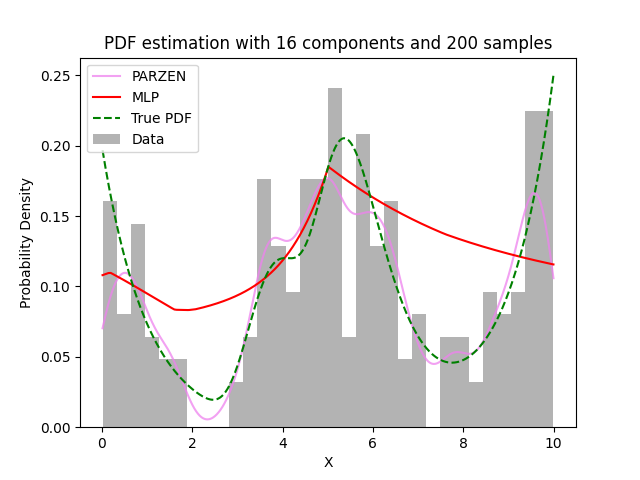 PDF estimation with 16 components and 200 samples
PARZEN
MLP
True PDF
Data
Probability Density
0.25
0.20
0.15
0.10
0.05
0.00
0 2 4 6 8 10
X